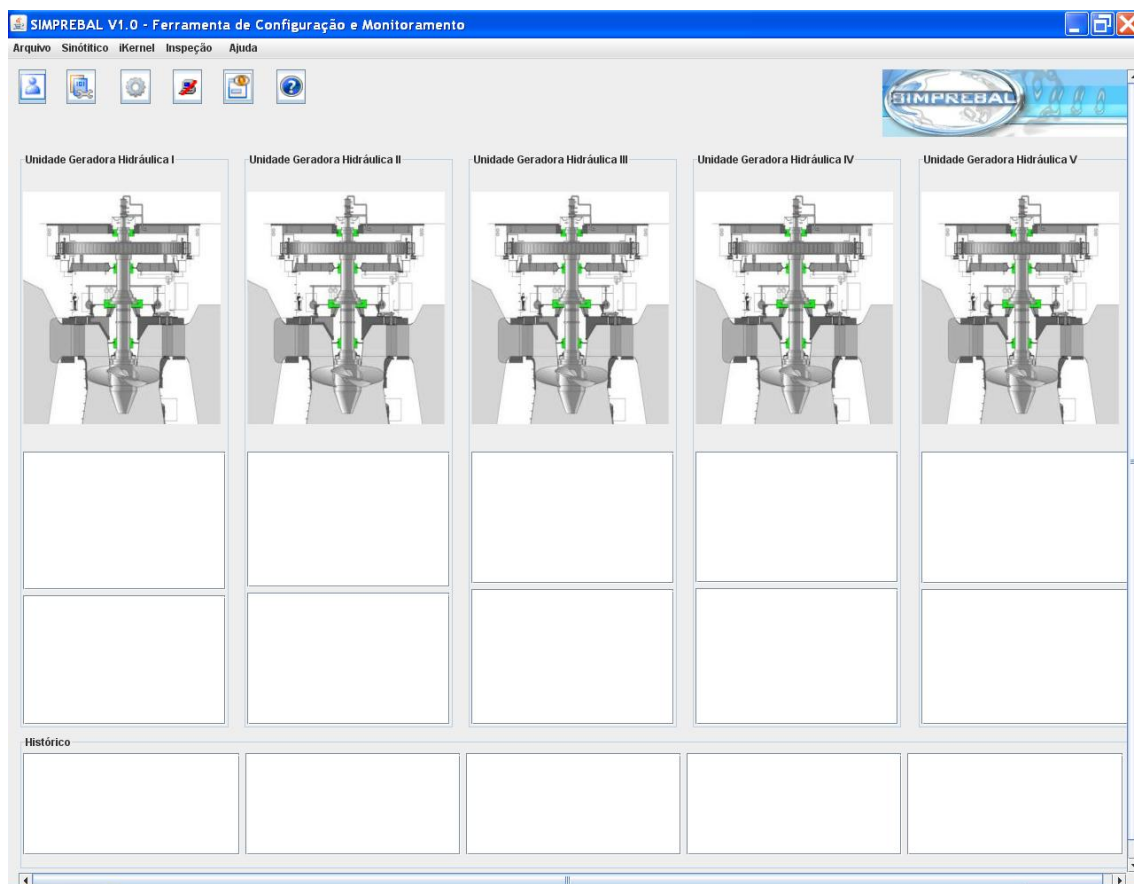 SIMPREBAL V1.0 - Ferramenta de Configuração e Monitoramento
Arquivo Sinótitico iKernel Inspeção Ajuda
SIMPREBAL
Unidade Geradora Hidráulica I
Unidade Geradora Hidráulica II
Unidade Geradora Hidráulica III
Unidade Geradora Hidráulica IV
Unidade Geradora Hidráulica V
Histórico